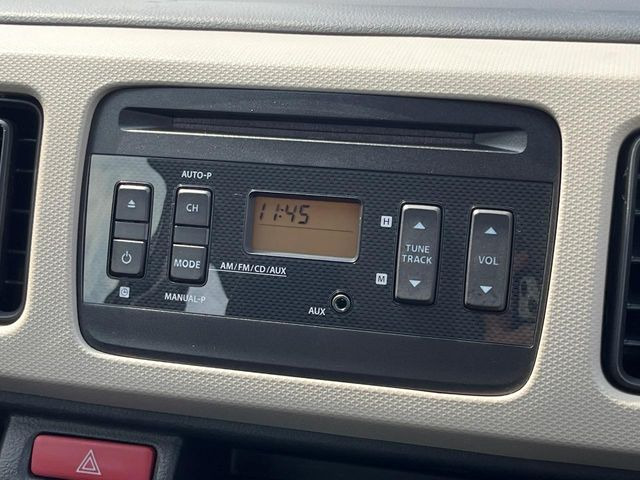 AUTO-P
CH
11:45
H
TUNE
TRACK
VOL
MODE
AM/FM/CD/AUX
M
MANUAL-P
AUX